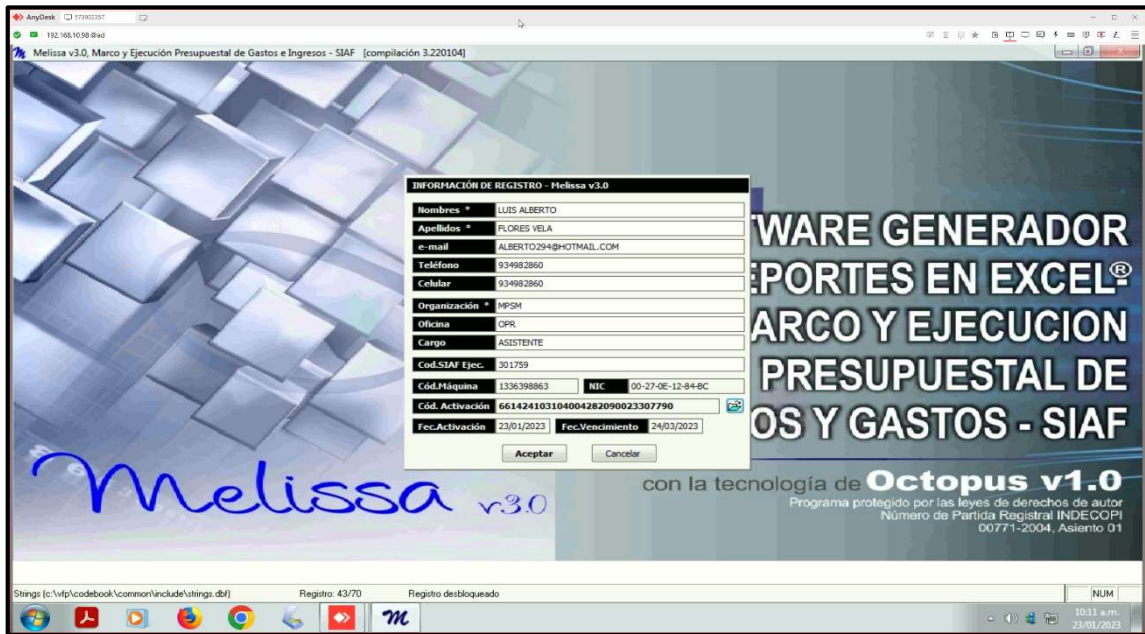 AnyDesk 573902357
192.168.10.98 @ad
Melissa v3.0, Marco y Ejecución Presupuestal de Gastos e Ingresos - SIAF [compilación 3.220104]
INFORMACIÓN DE REGISTRO - Melissa v3.0
Nombres * LUIS ALBERTO
Apellidos * FLORES VELA
e-mail ALBERTO294@HOTMAIL.COM
Teléfono 934982860
Celular 934982860
Organización * MPSM
Oficina OPR
Cargo ASISTENTE
Cod.SIAF Ejec. 301759
Cód.Máquina 1336398863 NIC 00-27-0E-12-84-BC
Cód. Activación 661424103104004282090023307790
Fec.Activación 23/01/2023 Fec.Vencimiento 24/03/2023
Aceptar Cancelar
WARE GENERADOR
EPORTES EN EXCEL®
ARCO Y EJECUCION
PRESUPUESTAL DE
OS Y GASTOS - SIAF
Melissa v3.0
con la tecnología de Octopus v1.0
Programa protegido por las leyes de derechos de autor
Número de Partida Registral INDECOPI
00771-2004, Asiento 01
Strings (c:\vfp\codebook\common\include\strings.dbf) Registro: 43/70 Registro desbloqueado NUM
10:11 a.m.
23/01/2023